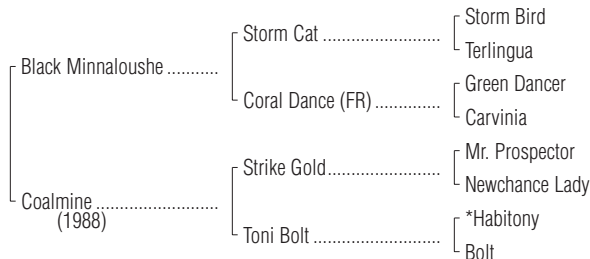 Storm Bird
Storm Cat ..........................
Terlingua
Black Minnaloushe ...........
Green Dancer
Coral Dance (FR) ..............
Carvinia
Mr. Prospector
Strike Gold.........................
Newchance Lady
Coalmine ...........................
(1988)
*Habitony
Toni Bolt ............................
Bolt